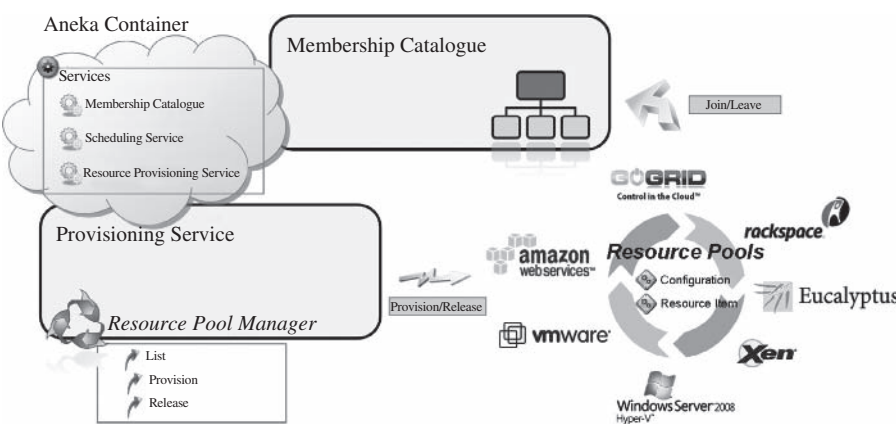 Aneka Container
Services
Membership Catalogue
Scheduling Service
Resource Provisioning Service
Membership Catalogue
Join/Leave
Provisioning Service
Resource Pool Manager
List
Provision
Release
Provision/Release
GOGRID
Control in the Cloud™
rackspace
amazon
webservices™
Resource Pools
Configuration
Resource Item
Eucalyptus
vmware
Xen
Windows Server 2008
Hyper-V™